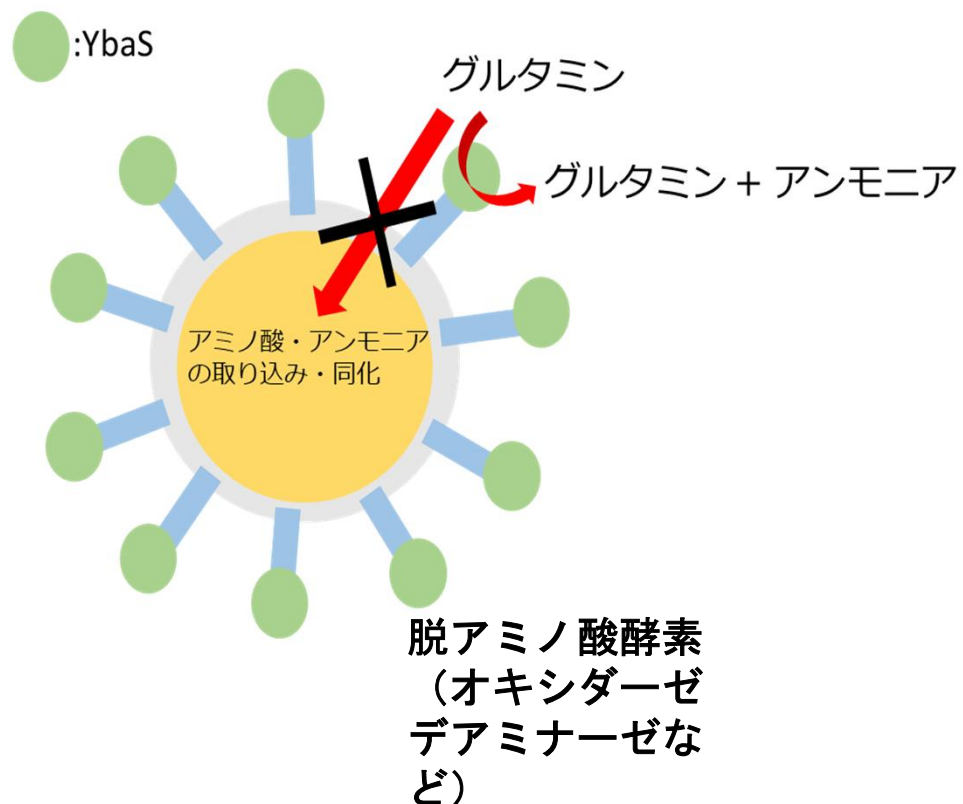 :YbaS
グルタミン
グルタミン + アンモニア
アミノ酸・アンモニア
の取り込み・同化
脱アミノ酸酵素
（オキシダーゼ
デアミナーゼな
ど）